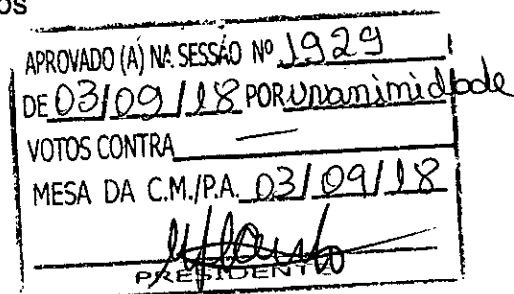 os
APROVADO (A) NA SESSÃO Nº 1929
DE 03/09/18 POR unanimidade
VOTOS CONTRA —
MESA DA C.M./P.A. 03/09/18
PRESIDENTE